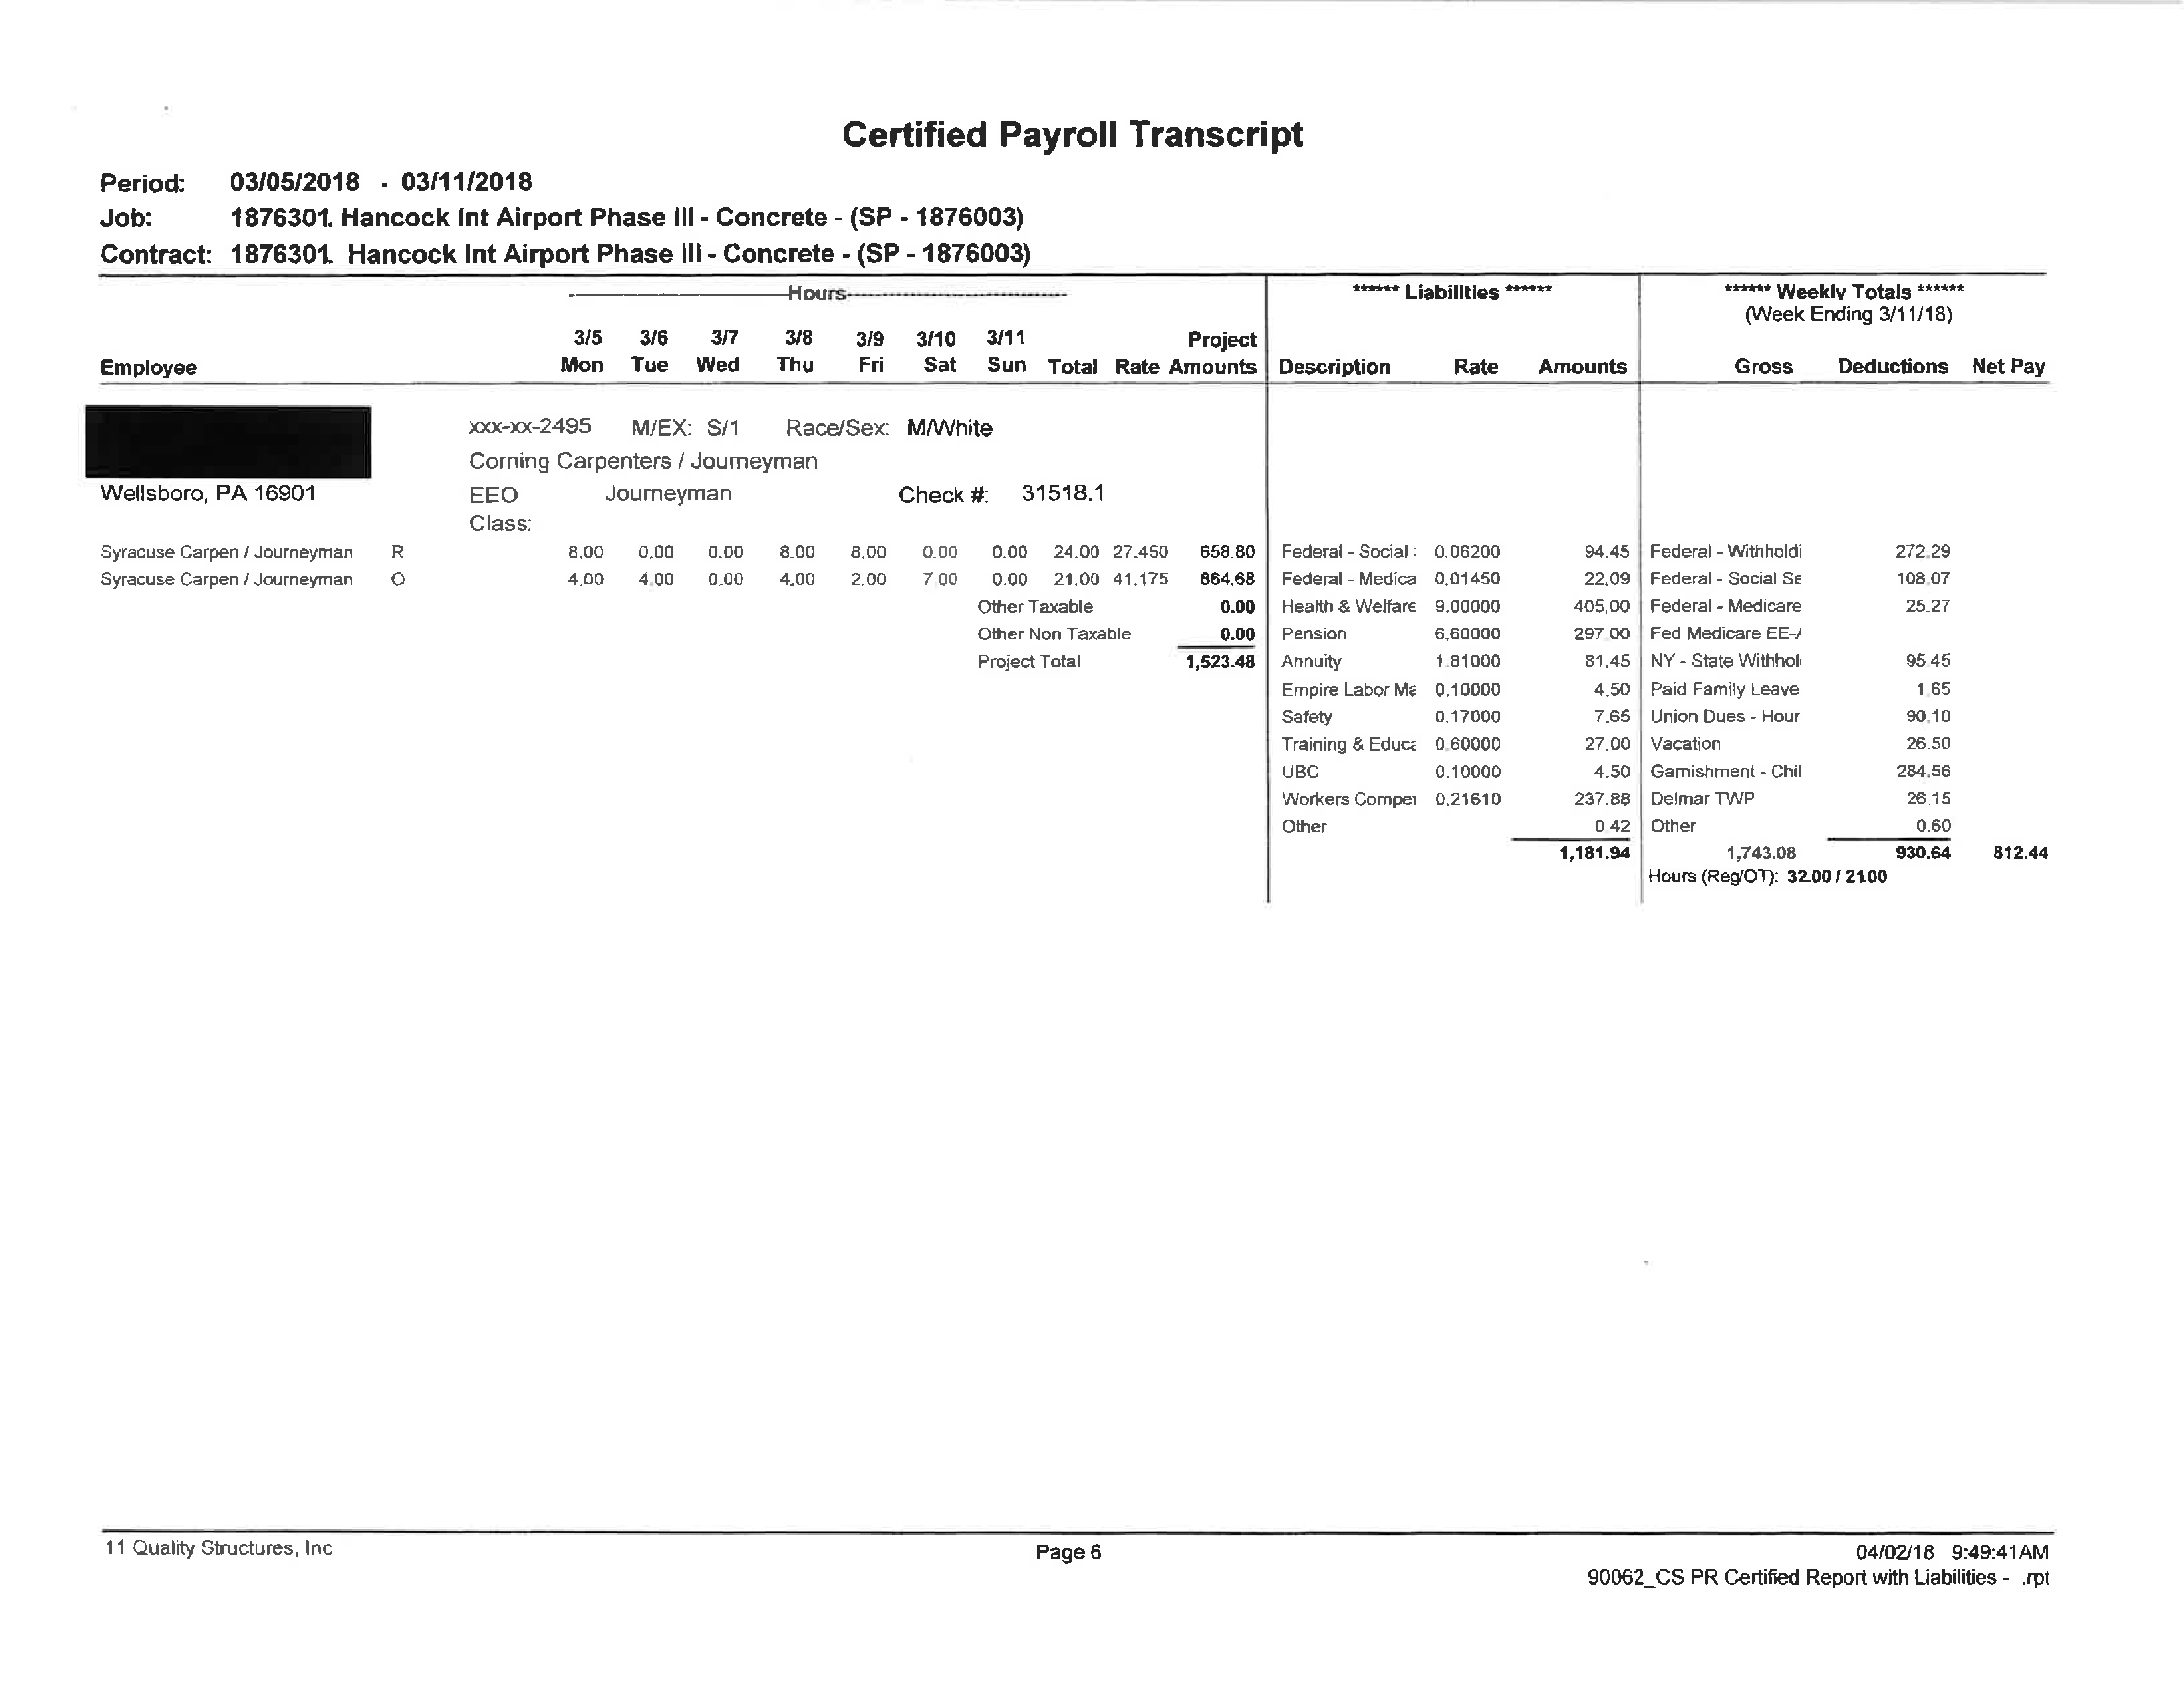 Certified Payroll Transcript
Period: 03/05/2018 - 03/11/2018
Job: 1876301. Hancock Int Airport Phase III - Concrete - (SP - 1876003)
Contract: 1876301. Hancock Int Airport Phase III - Concrete - (SP - 1876003)
Hours ****** Liabilities ****** ****** Weekly Totals ******
(Week Ending 3/11/18)
3/5 3/6 3/7 3/8 3/9 3/10 3/11 Project
Employee Mon Tue Wed Thu Fri Sat Sun Total Rate Amounts Description Rate Amounts Gross Deductions Net Pay
xxx-xx-2495 M/EX: S/1 Race/Sex: M/White
Corning Carpenters / Journeyman
Wellsboro, PA 16901 EEO Journeyman Check #: 31518.1
Class:
Syracuse Carpen / Journeyman R 8.00 0.00 0.00 8.00 8.00 0.00 0.00 24.00 27.450 658.80 Federal - Social : 0.06200 94.45 Federal - Withholdi 272.29
Syracuse Carpen / Journeyman O 4.00 4.00 0.00 4.00 2.00 7.00 0.00 21.00 41.175 864.68 Federal - Medica 0.01450 22.09 Federal - Social Se 108.07
Other Taxable 0.00 Health & Welfare 9.00000 405.00 Federal - Medicare 25.27
Other Non Taxable 0.00 Pension 6.60000 297.00 Fed Medicare EE-/
Project Total 1,523.48 Annuity 1.81000 81.45 NY - State Withhol 95.45
Empire Labor Ma 0.10000 4.50 Paid Family Leave 1.65
Safety 0.17000 7.65 Union Dues - Hour 90.10
Training & Educa 0.60000 27.00 Vacation 26.50
UBC 0.10000 4.50 Garnishment - Chil 284.56
Workers Compe 0.21610 237.88 Delmar TWP 26.15
Other 0.42 Other 0.60
1,181.94 1,743.08 930.64 812.44
Hours (Reg/OT): 32.00 / 21.00
11 Quality Structures, Inc Page 6 04/02/18 9:49:41AM
90062_CS PR Certified Report with Liabilities - .rpt